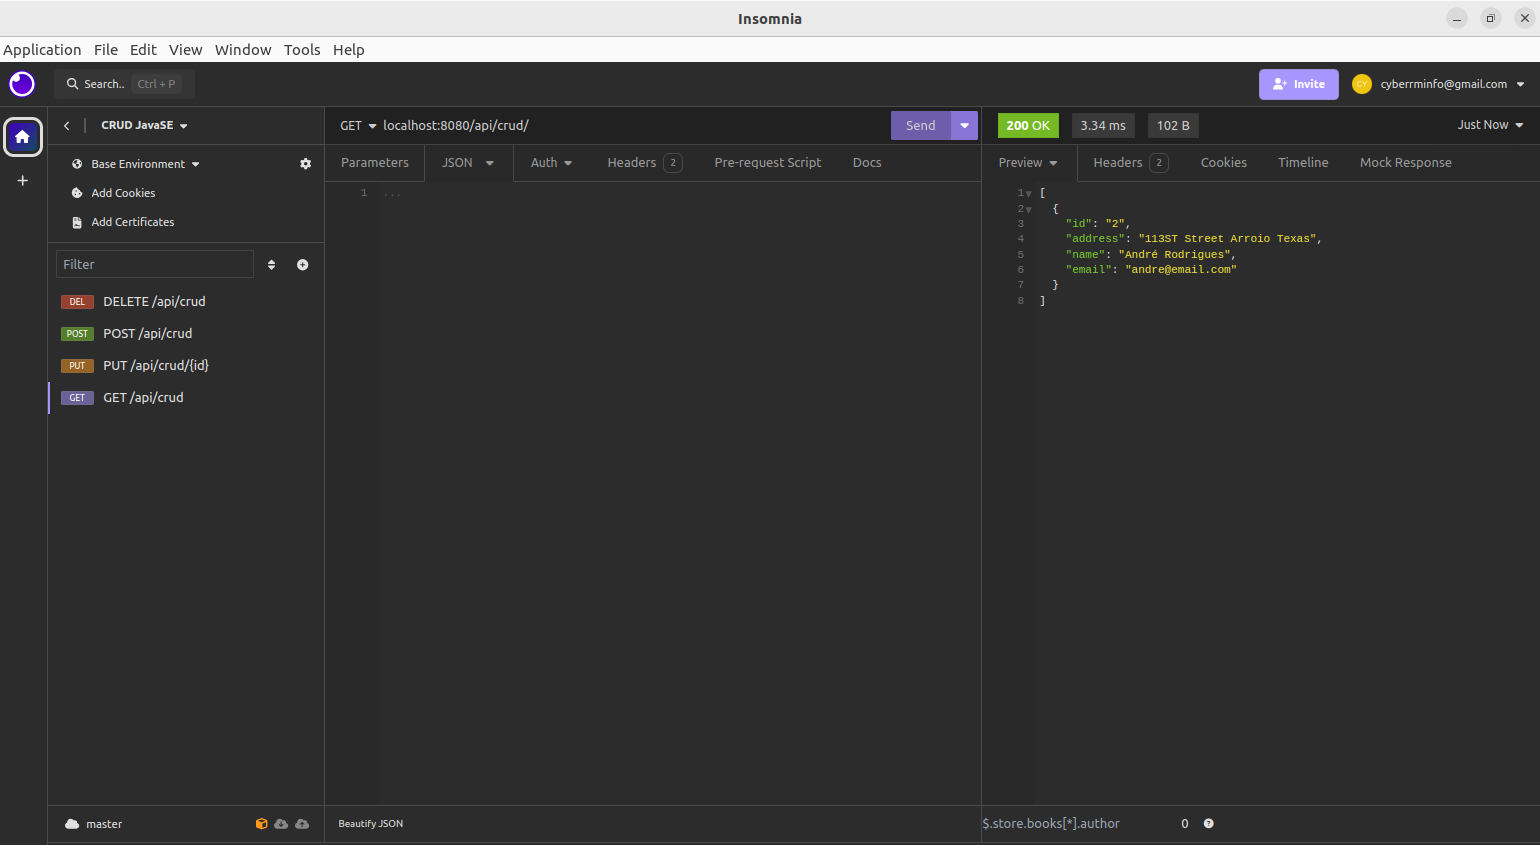 Insomnia
Application File Edit View Window Tools Help
Search.. Ctrl + P
Invite
CY
cyberrminfo@gmail.com
CRUD JavaSE
GET localhost:8080/api/crud/
Send
200 OK
3.34 ms
102 B
Just Now
Base Environment
Add Cookies
Add Certificates
Filter
DEL DELETE /api/crud
POST POST /api/crud
PUT PUT /api/crud/{id}
GET GET /api/crud
master
Parameters JSON Auth Headers 2 Pre-request Script Docs
1 ...
Beautify JSON
Preview Headers 2 Cookies Timeline Mock Response
1 [
2 {
3 "id": "2",
4 "address": "113ST Street Arroio Texas",
5 "name": "André Rodrigues",
6 "email": "andre@email.com"
7 }
8 ]
$.store.books[*].author 0 ?